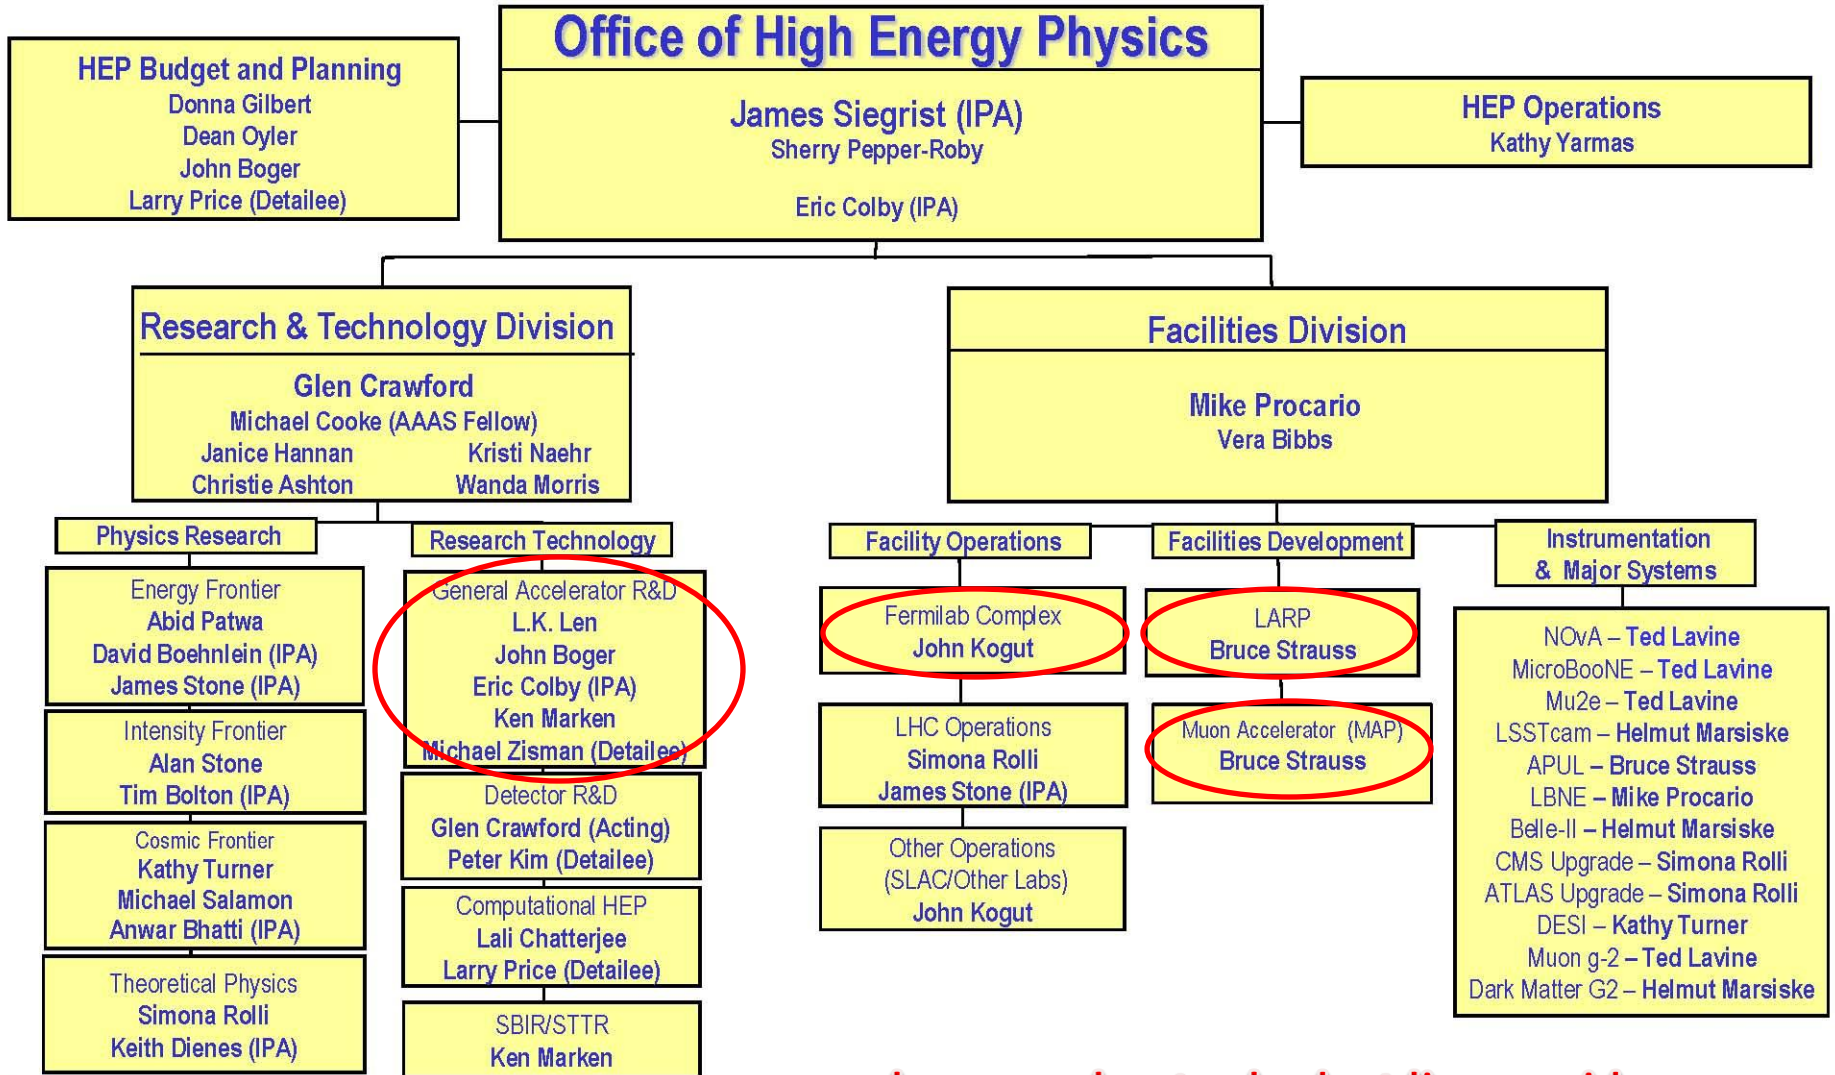 Office of High Energy Physics
James Siegrist (IPA)
Sherry Pepper-Roby
Eric Colby (IPA)
HEP Budget and Planning
Donna Gilbert
Dean Oyler
John Boger
Larry Price (Detailee)
HEP Operations
Kathy Yarmas
Research & Technology Division
Glen Crawford
Michael Cooke (AAAS Fellow)
Janice Hannan Kristi Naehr
Christie Ashton Wanda Morris
Physics Research
Energy Frontier
Abid Patwa
David Boehnlein (IPA)
James Stone (IPA)
Intensity Frontier
Alan Stone
Tim Bolton (IPA)
Cosmic Frontier
Kathy Turner
Michael Salamon
Anwar Bhatti (IPA)
Theoretical Physics
Simona Rolli
Keith Dienes (IPA)
Research Technology
General Accelerator R&D
L.K. Len
John Boger
Eric Colby (IPA)
Ken Marken
Michael Zisman (Detailee)
Detector R&D
Glen Crawford (Acting)
Peter Kim (Detailee)
Computational HEP
Lali Chatterjee
Larry Price (Detailee)
SBIR/STTR
Ken Marken
Facilities Division
Mike Procario
Vera Bibbs
Facility Operations
Fermilab Complex
John Kogut
LHC Operations
Simona Rolli
James Stone (IPA)
Other Operations
(SLAC/Other Labs)
John Kogut
Facilities Development
LARP
Bruce Strauss
Muon Accelerator (MAP)
Bruce Strauss
Instrumentation
& Major Systems
NOvA – Ted Lavine
MicroBooNE – Ted Lavine
Mu2e – Ted Lavine
LSSTcam – Helmut Marsiske
APUL – Bruce Strauss
LBNE – Mike Procario
Belle-II – Helmut Marsiske
CMS Upgrade – Simona Rolli
ATLAS Upgrade – Simona Rolli
DESI – Kathy Turner
Muon g-2 – Ted Lavine
Dark Matter G2 – Helmut Marsiske